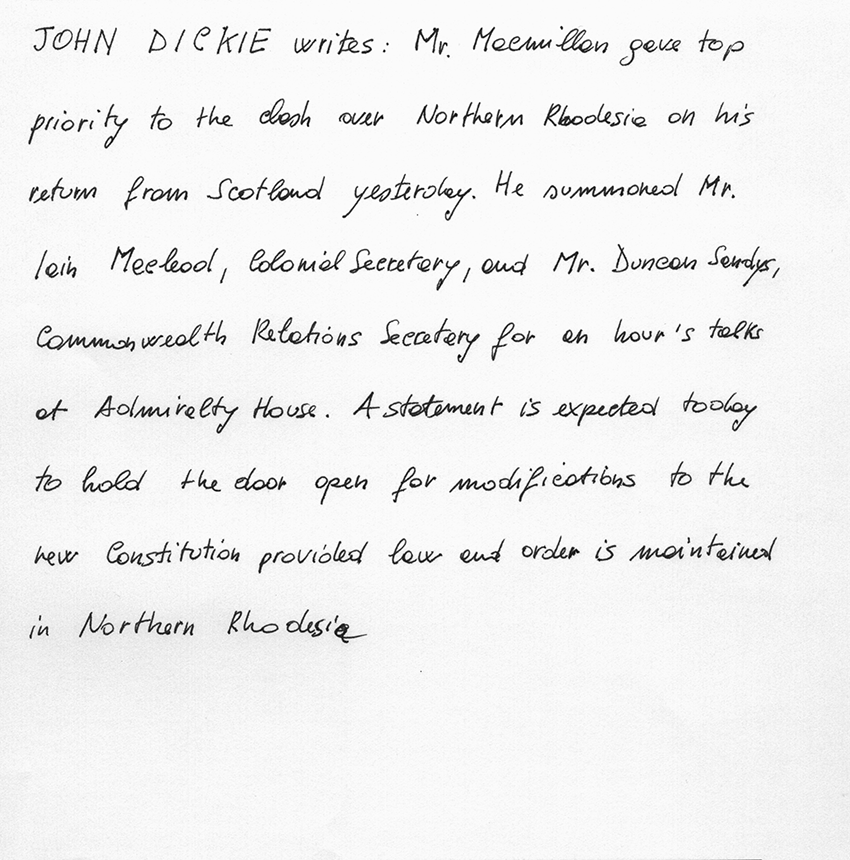 JOHN DICKIE writes: Mr. Macmillan gave top
priority to the clash over Northern Rhodesia on his
return from Scotland yesterday. He summoned Mr.
Iain Macleod, Colonial Secretary, and Mr. Duncan Sandys,
Commonwealth Relations Secretary for an hour's talks
at Admiralty House. A statement is expected today
to hold the door open for modifications to the
new Constitution provided law and order is maintained
in Northern Rhodesia